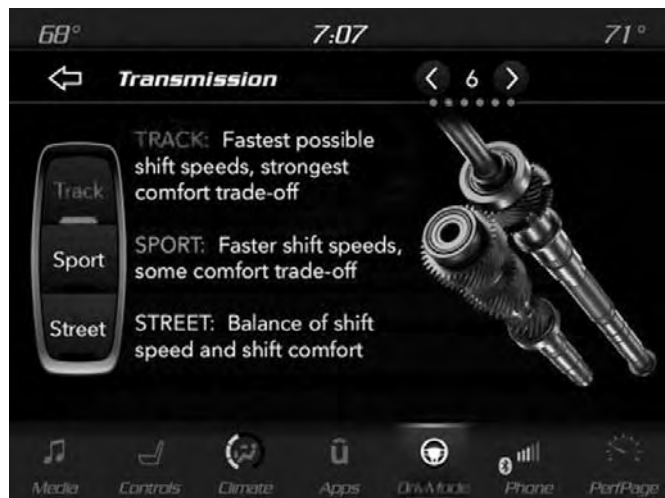 68° 7:07 71°
Transmission 6
TRACK: Fastest possible
shift speeds, strongest
comfort trade-off
Track
SPORT: Faster shift speeds,
some comfort trade-off
Sport
STREET: Balance of shift
speed and shift comfort
Street
Media Controls Climate Apps DriveMode Phone PerfPage